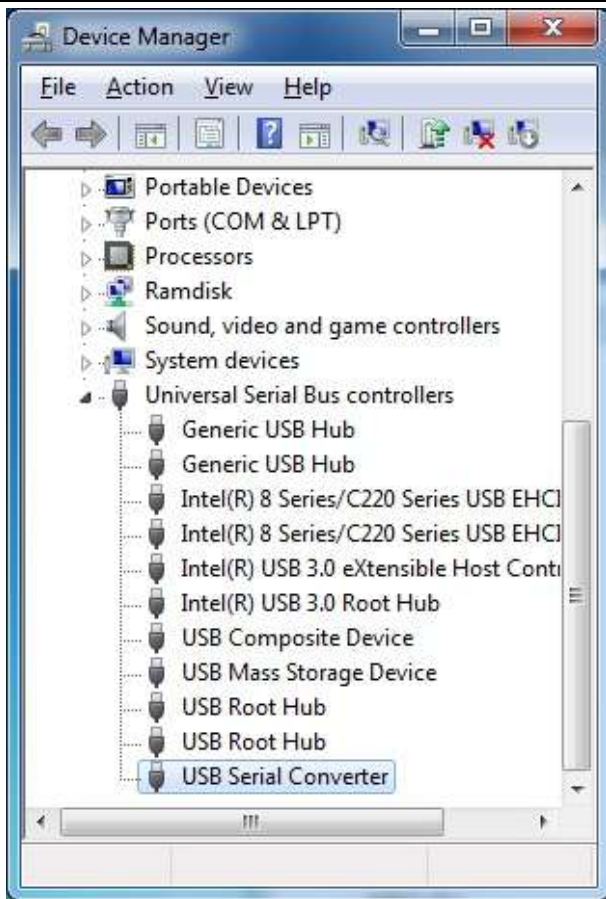 Device Manager
File Action View Help
Portable Devices
Ports (COM & LPT)
Processors
Ramdisk
Sound, video and game controllers
System devices
Universal Serial Bus controllers
Generic USB Hub
Generic USB Hub
Intel(R) 8 Series/C220 Series USB EHCI
Intel(R) 8 Series/C220 Series USB EHCI
Intel(R) USB 3.0 eXtensible Host Contr
Intel(R) USB 3.0 Root Hub
USB Composite Device
USB Mass Storage Device
USB Root Hub
USB Root Hub
USB Serial Converter